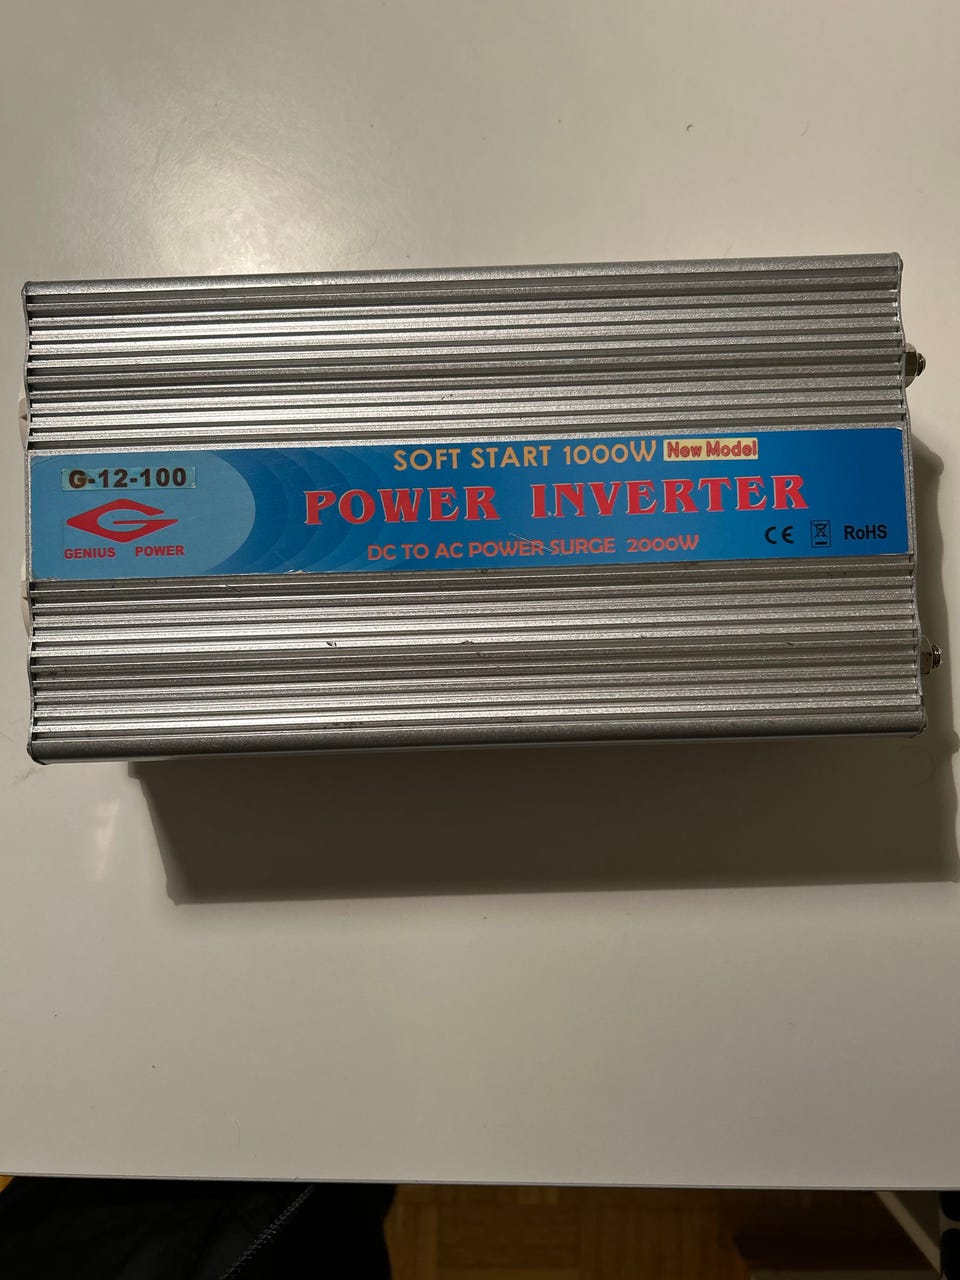 SOFT START 1000W New Model
G-12-100
POWER INVERTER
GENIUS POWER
DC TO AC POWER SURGE 2000W
CE RoHS